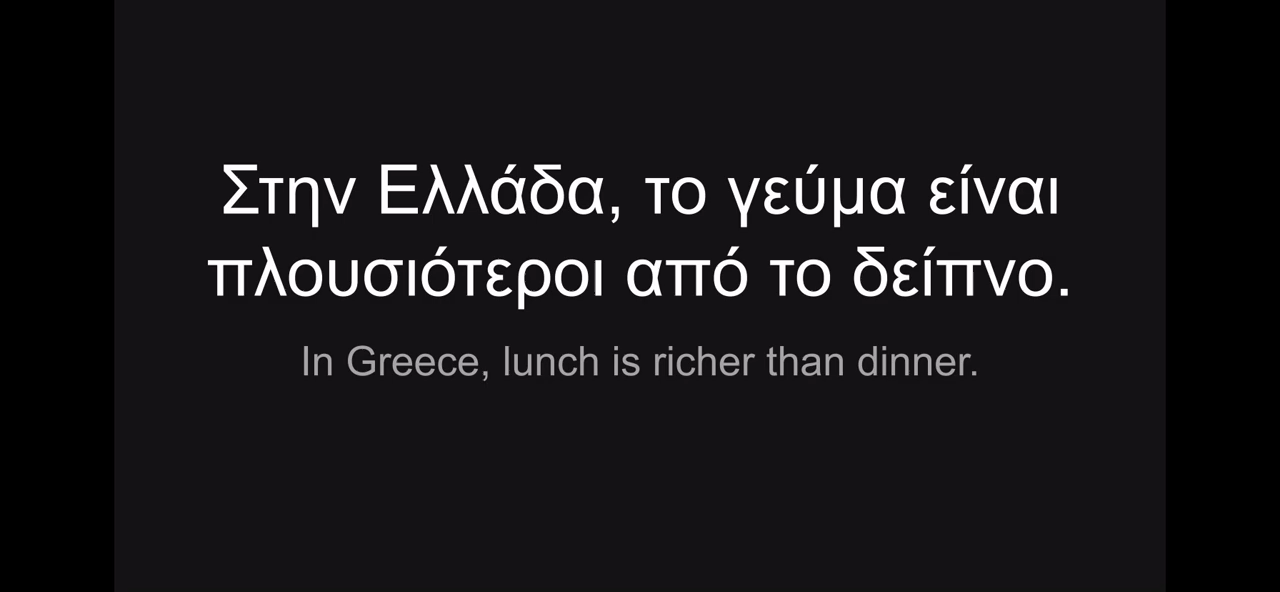 Στην Ελλάδα, το γεύμα είναι
πλουσιότεροι από το δείπνο.
In Greece, lunch is richer than dinner.